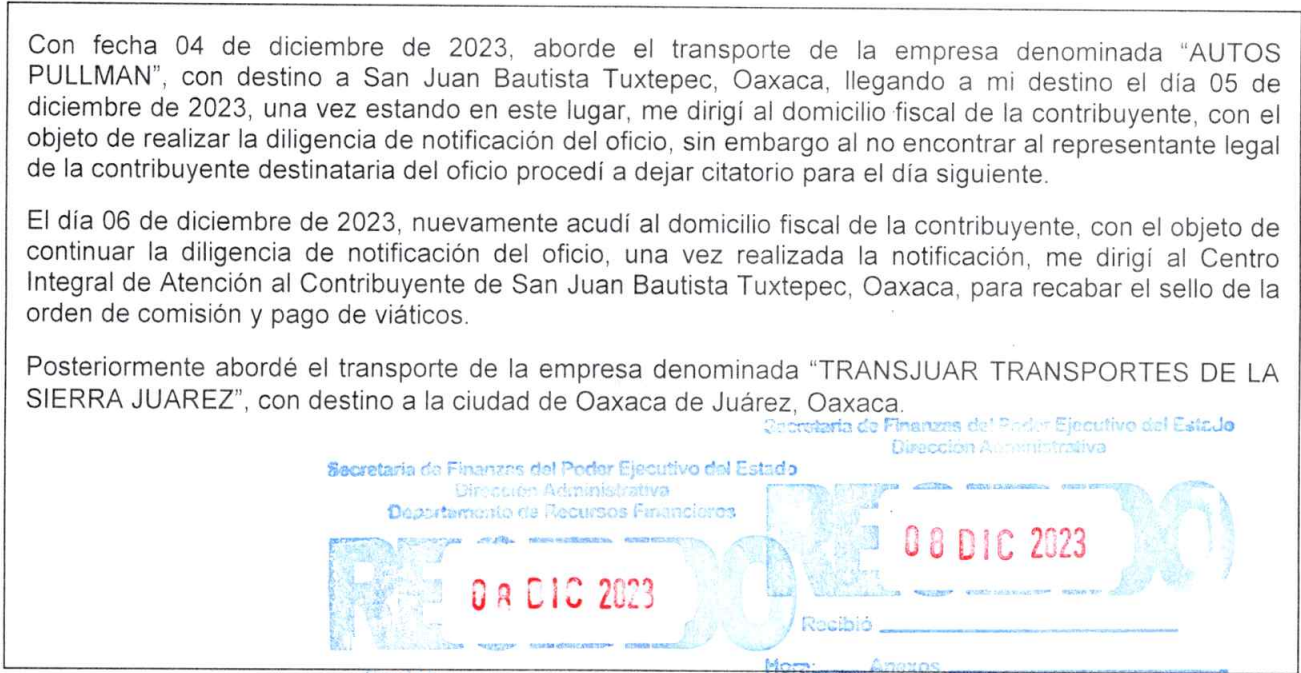 Con fecha 04 de diciembre de 2023, aborde el transporte de la empresa denominada “AUTOS
PULLMAN”, con destino a San Juan Bautista Tuxtepec, Oaxaca, llegando a mi destino el día 05 de
diciembre de 2023, una vez estando en este lugar, me dirigí al domicilio fiscal de la contribuyente, con el
objeto de realizar la diligencia de notificación del oficio, sin embargo al no encontrar al representante legal
de la contribuyente destinataria del oficio procedí a dejar citatorio para el día siguiente.
El día 06 de diciembre de 2023, nuevamente acudí al domicilio fiscal de la contribuyente, con el objeto de
continuar la diligencia de notificación del oficio, una vez realizada la notificación, me dirigí al Centro
Integral de Atención al Contribuyente de San Juan Bautista Tuxtepec, Oaxaca, para recabar el sello de la
orden de comisión y pago de viáticos.
Posteriormente abordé el transporte de la empresa denominada “TRANSJUAR TRANSPORTES DE LA
SIERRA JUAREZ”, con destino a la ciudad de Oaxaca de Juárez, Oaxaca.
Secretaria de Finanzas del Poder Ejecutivo del Estado
Dirección Administrativa
Secretaria de Finanzas del Poder Ejecutivo del Estado
Dirección Administrativa
Departamento de Recursos Financieros
08 DIC 2023
08 DIC 2023
Recibió
Hora: Anexos